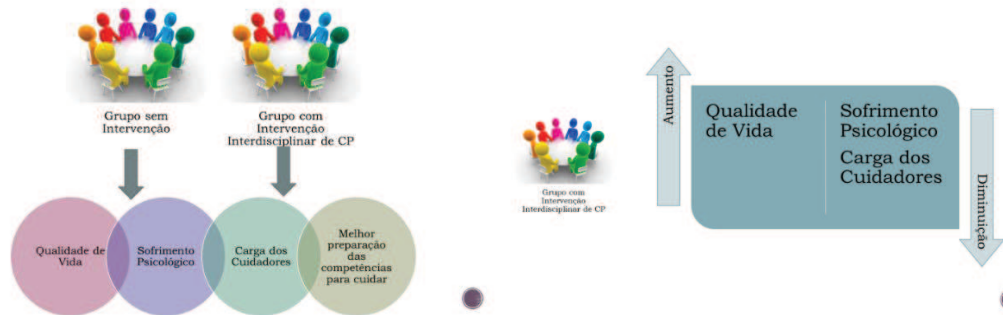 Grupo sem
Intervenção
Grupo com
Intervenção
Interdisciplinar de CP
Qualidade de
Vida
Sofrimento
Psicológico
Carga dos
Cuidadores
Melhor
preparação
das
competências
para cuidar
Grupo com
Intervenção
Interdisciplinar de CP
Aumento
Qualidade
de Vida
Sofrimento
Psicológico
Carga dos
Cuidadores
Diminuição